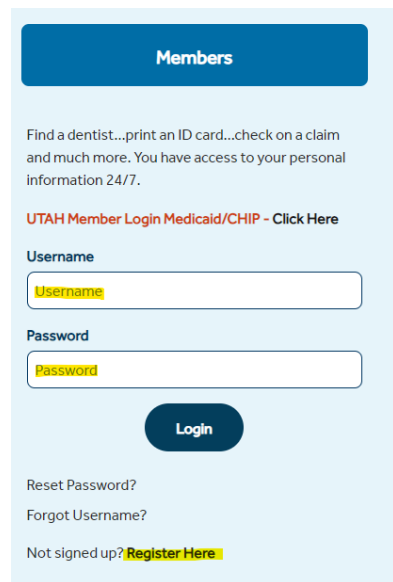 Members
Find a dentist...print an ID card...check on a claim
and much more. You have access to your personal
information 24/7.
UTAH Member Login Medicaid/CHIP - Click Here
Username
Username
Password
Password
Login
Reset Password?
Forgot Username?
Not signed up? Register Here